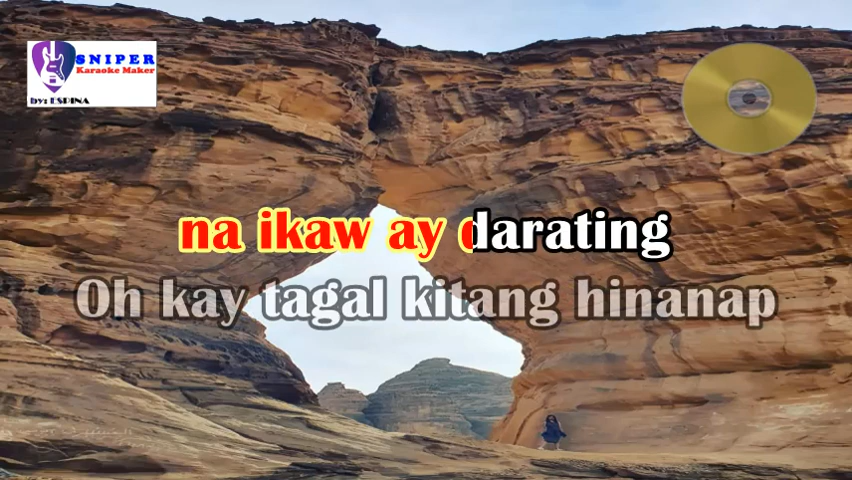 SNIPER
Karaoke Maker
by: ESPINA
na ikaw ay darating
Oh kay tagal kitang hinanap